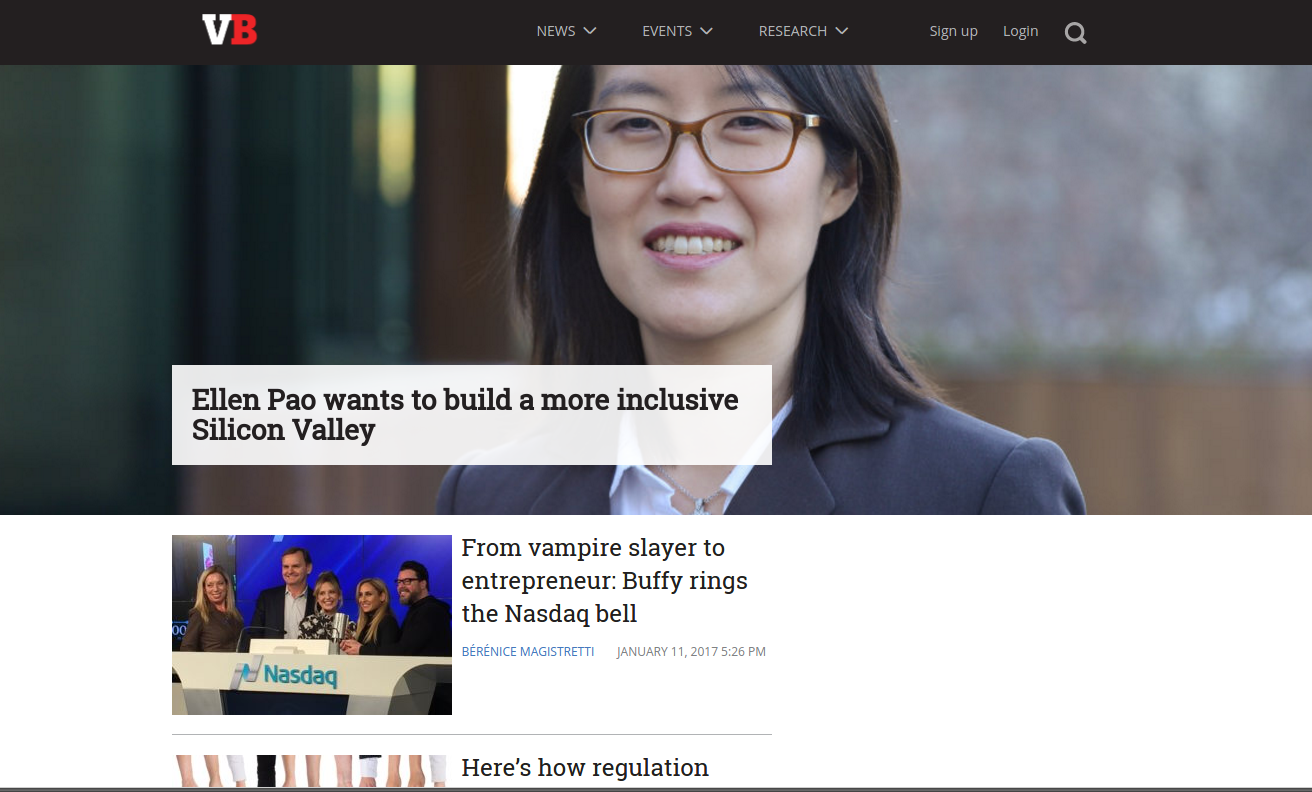 VB
NEWS
EVENTS
RESEARCH
Sign up
Login
Ellen Pao wants to build a more inclusive
Silicon Valley
From vampire slayer to
entrepreneur: Buffy rings
the Nasdaq bell
BÉRÉNICE MAGISTRETTI JANUARY 11, 2017 5:26 PM
Nasdaq
Here’s how regulation